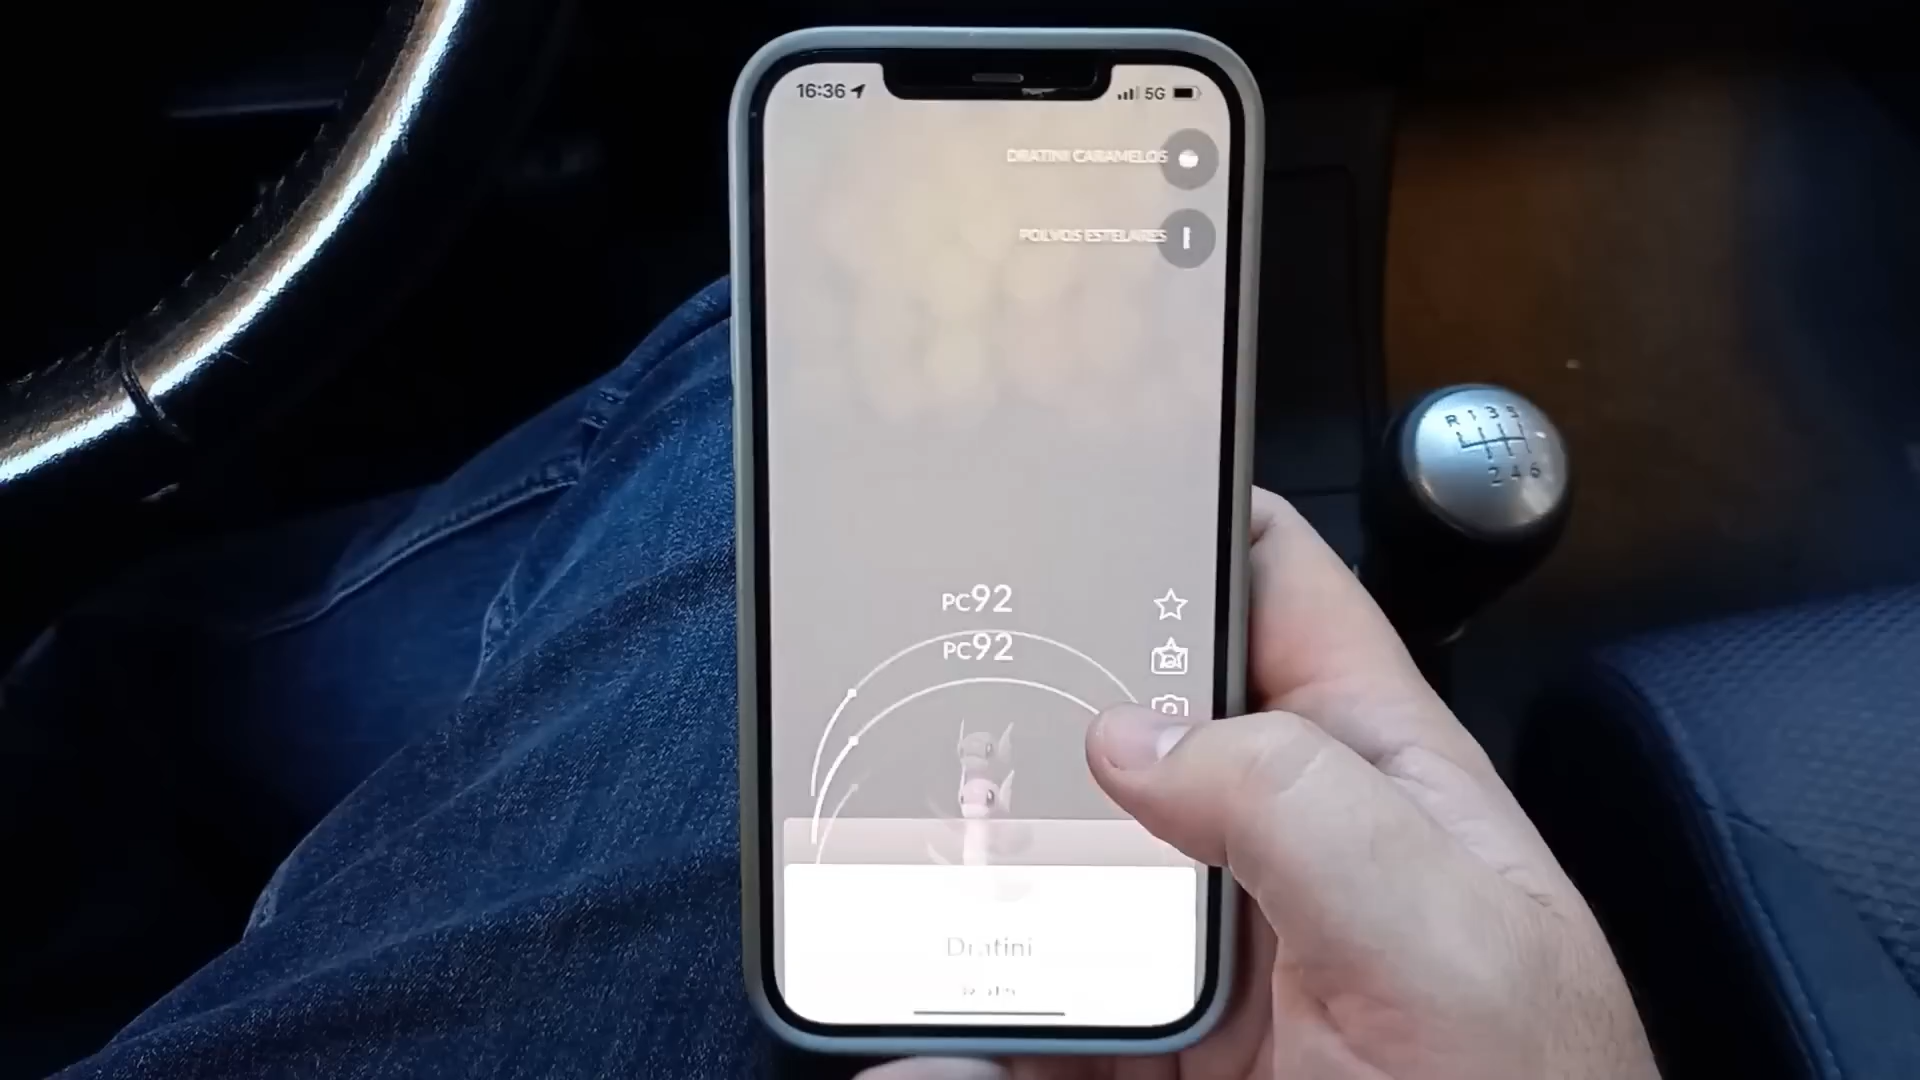 16:36
5G
DRATINI CARAMELOS
POLVOS ESTELARES
PC92
PC92
Dratini
R 1 3 5
2 4 6